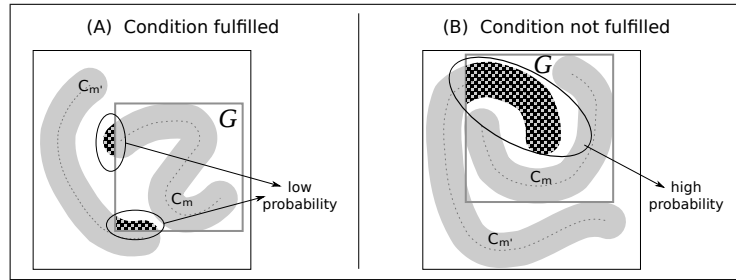 (A) Condition fulfilled
(B) Condition not fulfilled
Cm'
G
Cm
low
probability
G
Cm
high
probability
Cm'